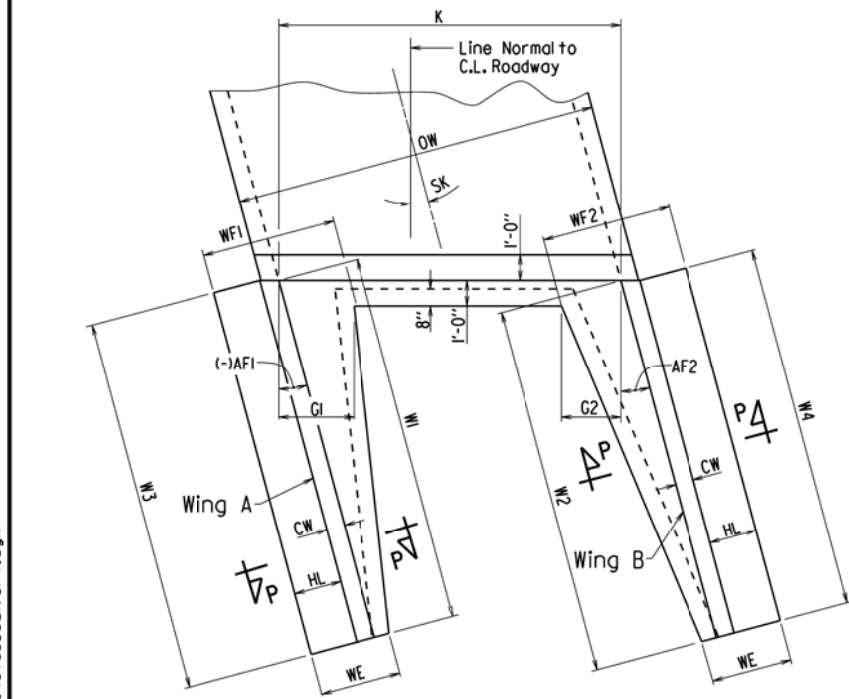 K
Line Normal to
C.L. Roadway
OW
SK
WF1
WF2
1'-0"
8"
1'-0"
(-)AF1
AF2
G1
G2
W1
W4
P
P
W3
W2
CW
Wing A
CW
Wing B
HL
P
P
HL
WE
WE